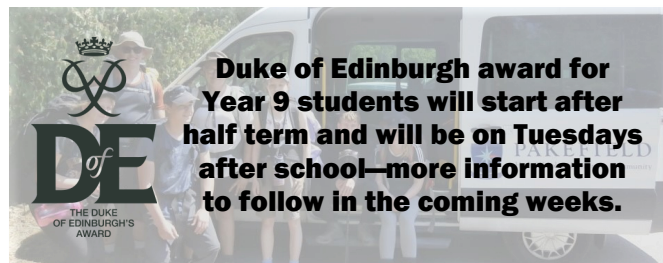 Duke of Edinburgh award for
Year 9 students will start after
half term and will be on Tuesdays
after school—more information
to follow in the coming weeks.
DofE
THE DUKE
OF EDINBURGH'S
AWARD
PAKEFIELD